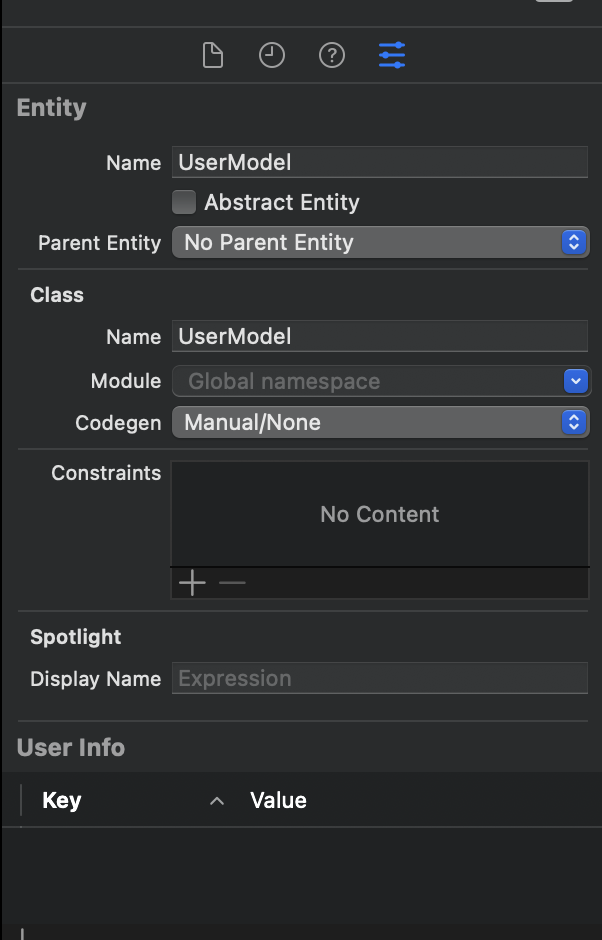 Entity
Name UserModel
Abstract Entity
Parent Entity No Parent Entity
Class
Name UserModel
Module Global namespace
Codegen Manual/None
Constraints
No Content
Spotlight
Display Name Expression
User Info
Key Value